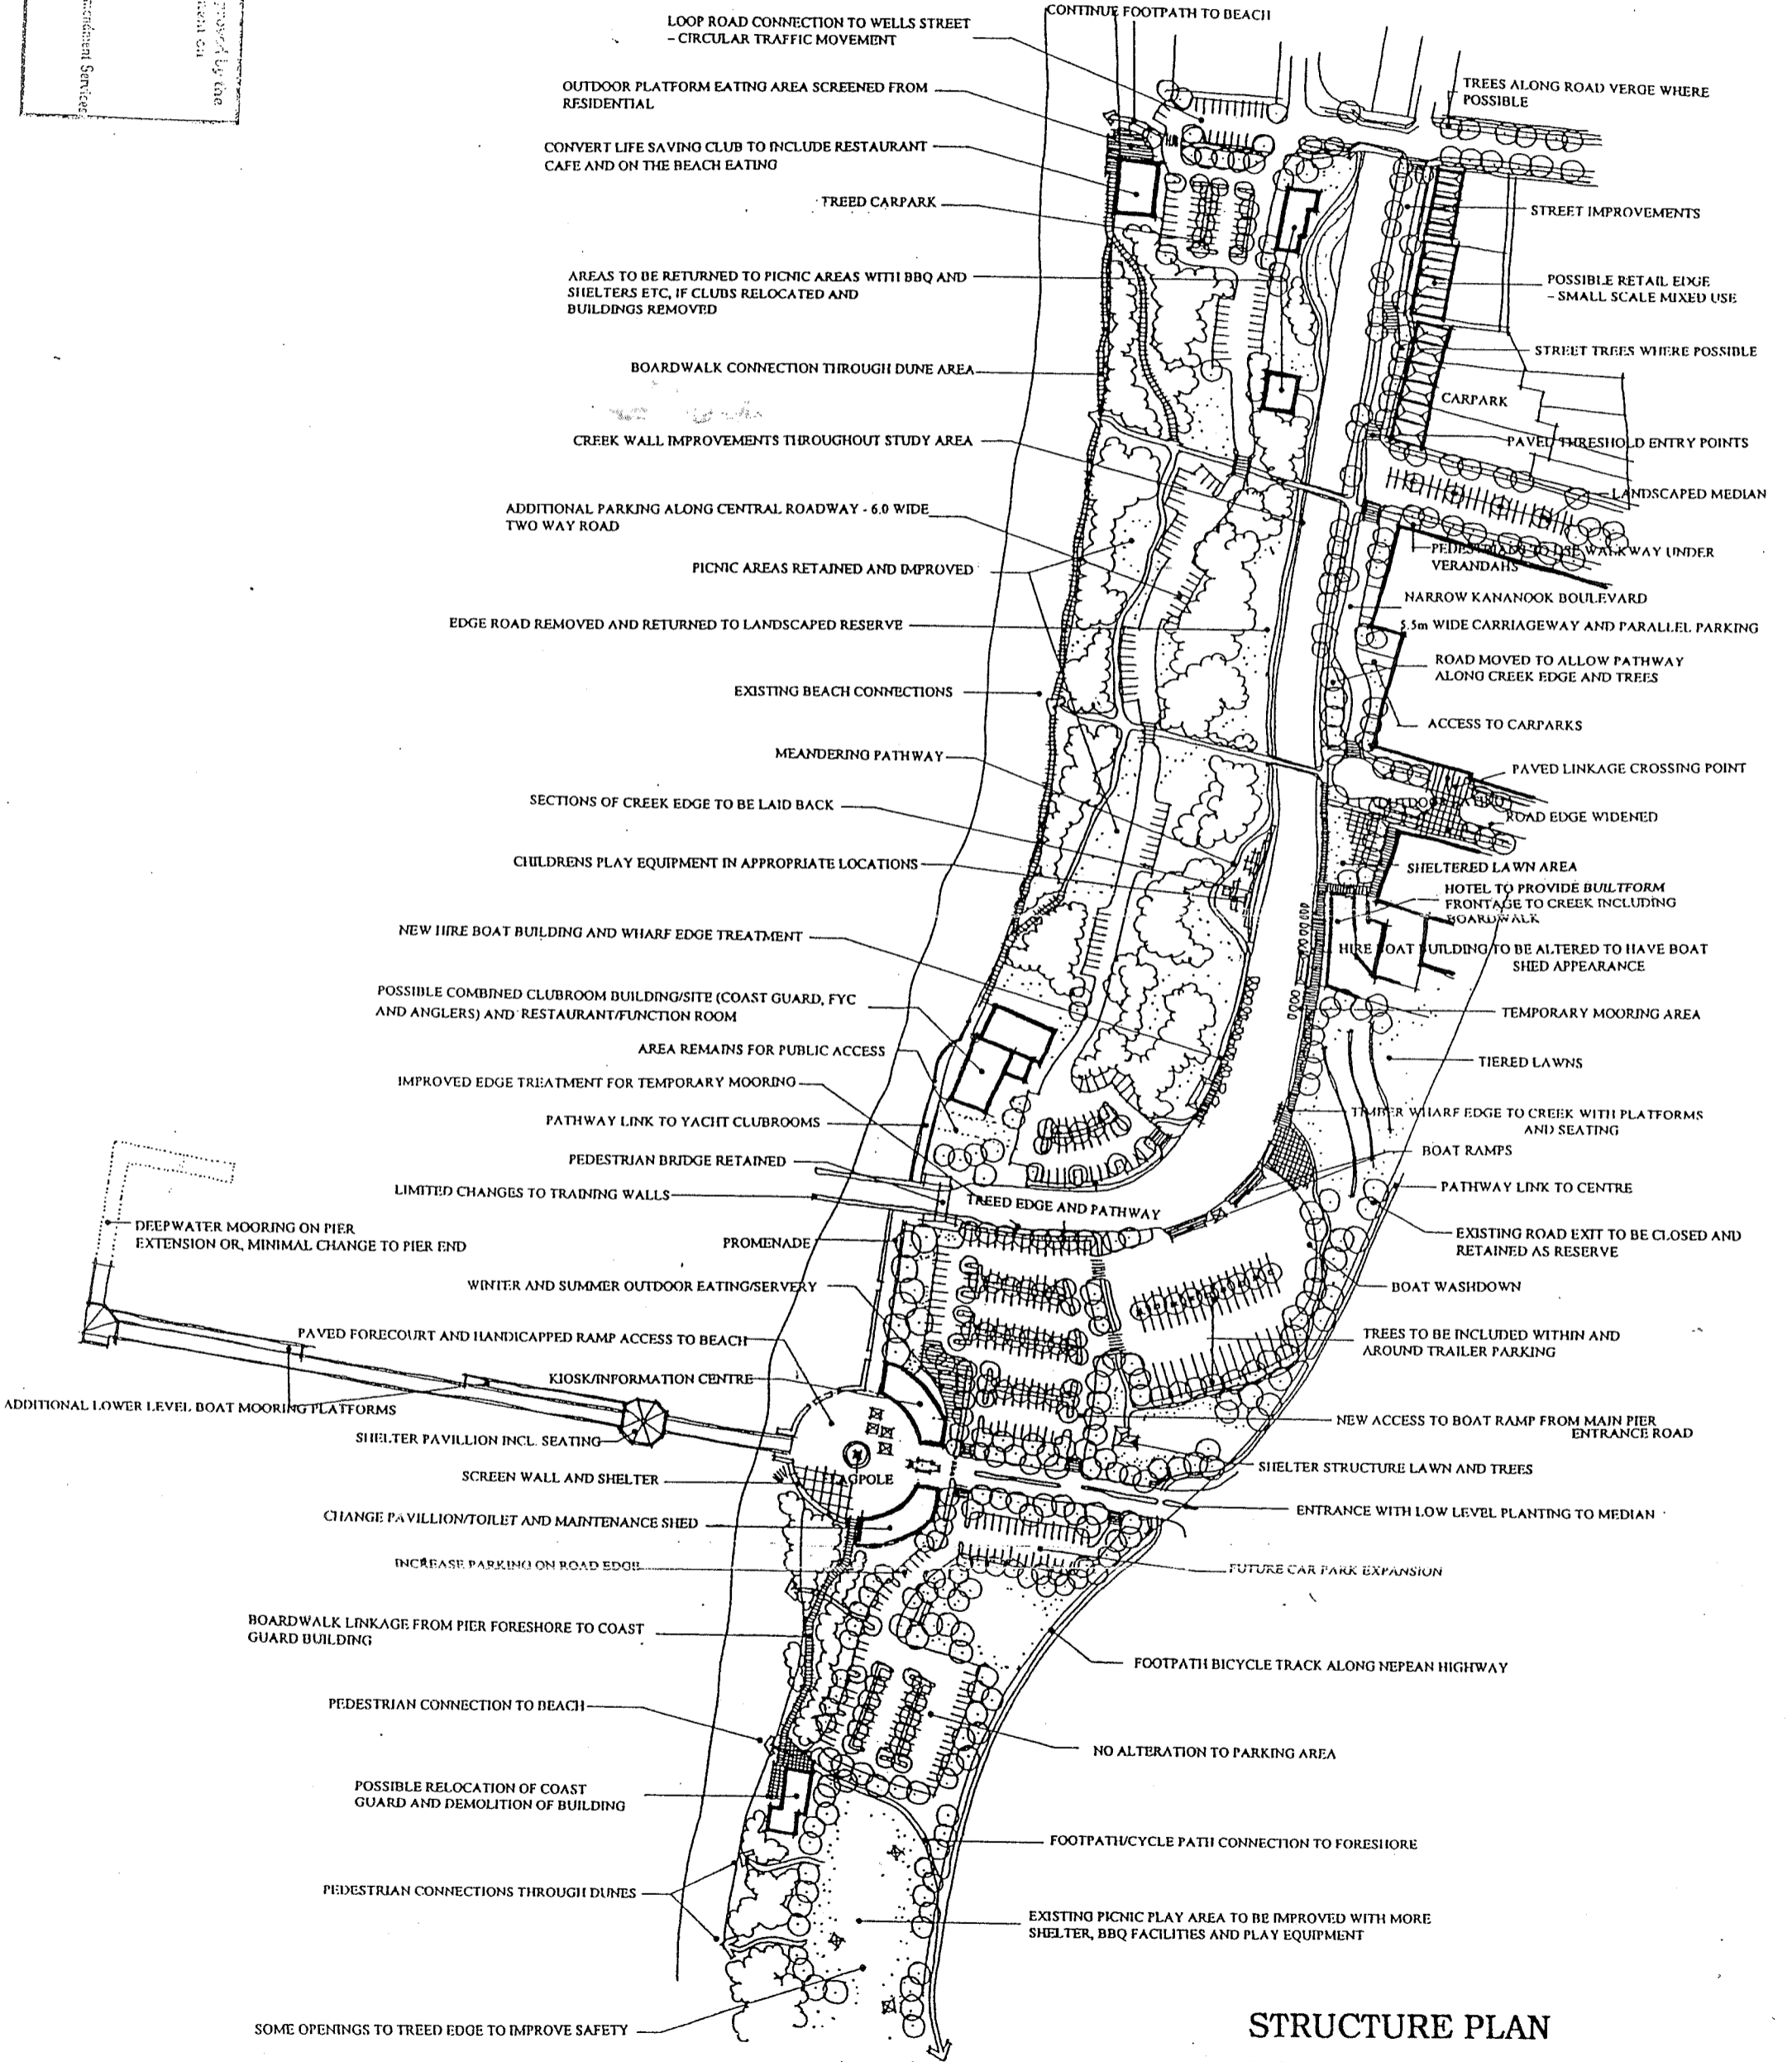 LOOP ROAD CONNECTION TO WELLS STREET
– CIRCULAR TRAFFIC MOVEMENT
CONTINUE FOOTPATH TO BEACH
OUTDOOR PLATFORM EATING AREA SCREENED FROM
RESIDENTIAL
CONVERT LIFE SAVING CLUB TO INCLUDE RESTAURANT
CAFE AND ON THE BEACH EATING
TREED CARPARK
AREAS TO BE RETURNED TO PICNIC AREAS WITH BBQ AND
SHELTERS ETC, IF CLUBS RELOCATED AND
BUILDINGS REMOVED
BOARDWALK CONNECTION THROUGH DUNE AREA
CREEK WALL IMPROVEMENTS THROUGHOUT STUDY AREA
ADDITIONAL PARKING ALONG CENTRAL ROADWAY - 6.0 WIDE
TWO WAY ROAD
PICNIC AREAS RETAINED AND IMPROVED
EDGE ROAD REMOVED AND RETURNED TO LANDSCAPED RESERVE
EXISTING BEACH CONNECTIONS
MEANDERING PATHWAY
SECTIONS OF CREEK EDGE TO BE LAID BACK
CHILDRENS PLAY EQUIPMENT IN APPROPRIATE LOCATIONS
NEW HIRE BOAT BUILDING AND WHARF EDGE TREATMENT
POSSIBLE COMBINED CLUBROOM BUILDING/SITE (COAST GUARD, FYC
AND ANGLERS) AND RESTAURANT/FUNCTION ROOM
AREA REMAINS FOR PUBLIC ACCESS
IMPROVED EDGE TREATMENT FOR TEMPORARY MOORING
PATHWAY LINK TO YACHT CLUBROOMS
PEDESTRIAN BRIDGE RETAINED
LIMITED CHANGES TO TRAINING WALLS
DEEPWATER MOORING ON PIER
EXTENSION OR, MINIMAL CHANGE TO PIER END
PROMENADE
WINTER AND SUMMER OUTDOOR EATING/SERVERY
PAVED FORECOURT AND HANDICAPPED RAMP ACCESS TO BEACH
KIOSK/INFORMATION CENTRE
ADDITIONAL LOWER LEVEL BOAT MOORING PLATFORMS
SHELTER PAVILLION INCL. SEATING
SCREEN WALL AND SHELTER
FLAGPOLE
CHANGE PAVILLION/TOILET AND MAINTENANCE SHED
INCREASE PARKING ON ROAD EDGE
BOARDWALK LINKAGE FROM PIER FORESHORE TO COAST
GUARD BUILDING
PEDESTRIAN CONNECTION TO BEACH
POSSIBLE RELOCATION OF COAST
GUARD AND DEMOLITION OF BUILDING
PEDESTRIAN CONNECTIONS THROUGH DUNES
SOME OPENINGS TO TREED EDGE TO IMPROVE SAFETY
TREES ALONG ROAD VERGE WHERE
POSSIBLE
STREET IMPROVEMENTS
POSSIBLE RETAIL EDGE
– SMALL SCALE MIXED USE
STREET TREES WHERE POSSIBLE
CARPARK
PAVED THRESHOLD ENTRY POINTS
LANDSCAPED MEDIAN
PEDESTRIANS TO USE WALKWAY UNDER
VERANDAHS
NARROW KANANOOK BOULEVARD
5.5m WIDE CARRIAGEWAY AND PARALLEL PARKING
ROAD MOVED TO ALLOW PATHWAY
ALONG CREEK EDGE AND TREES
ACCESS TO CARPARKS
PAVED LINKAGE CROSSING POINT
OUTDOOR
ROAD EDGE WIDENED
SHELTERED LAWN AREA
HOTEL TO PROVIDE BUILTFORM
FRONTAGE TO CREEK INCLUDING
BOARDWALK
HIRE BOAT BUILDING TO BE ALTERED TO HAVE BOAT
SHED APPEARANCE
TEMPORARY MOORING AREA
TIERED LAWNS
TIMBER WHARF EDGE TO CREEK WITH PLATFORMS
AND SEATING
BOAT RAMPS
PATHWAY LINK TO CENTRE
TREED EDGE AND PATHWAY
EXISTING ROAD EXIT TO BE CLOSED AND
RETAINED AS RESERVE
BOAT WASHDOWN
TREES TO BE INCLUDED WITHIN AND
AROUND TRAILER PARKING
NEW ACCESS TO BOAT RAMP FROM MAIN PIER
ENTRANCE ROAD
SHELTER STRUCTURE LAWN AND TREES
ENTRANCE WITH LOW LEVEL PLANTING TO MEDIAN
FUTURE CAR PARK EXPANSION
FOOTPATH BICYCLE TRACK ALONG NEPEAN HIGHWAY
NO ALTERATION TO PARKING AREA
FOOTPATH/CYCLE PATH CONNECTION TO FORESHORE
EXISTING PICNIC PLAY AREA TO BE IMPROVED WITH MORE
SHELTER, BBQ FACILITIES AND PLAY EQUIPMENT
STRUCTURE PLAN
by the
Services